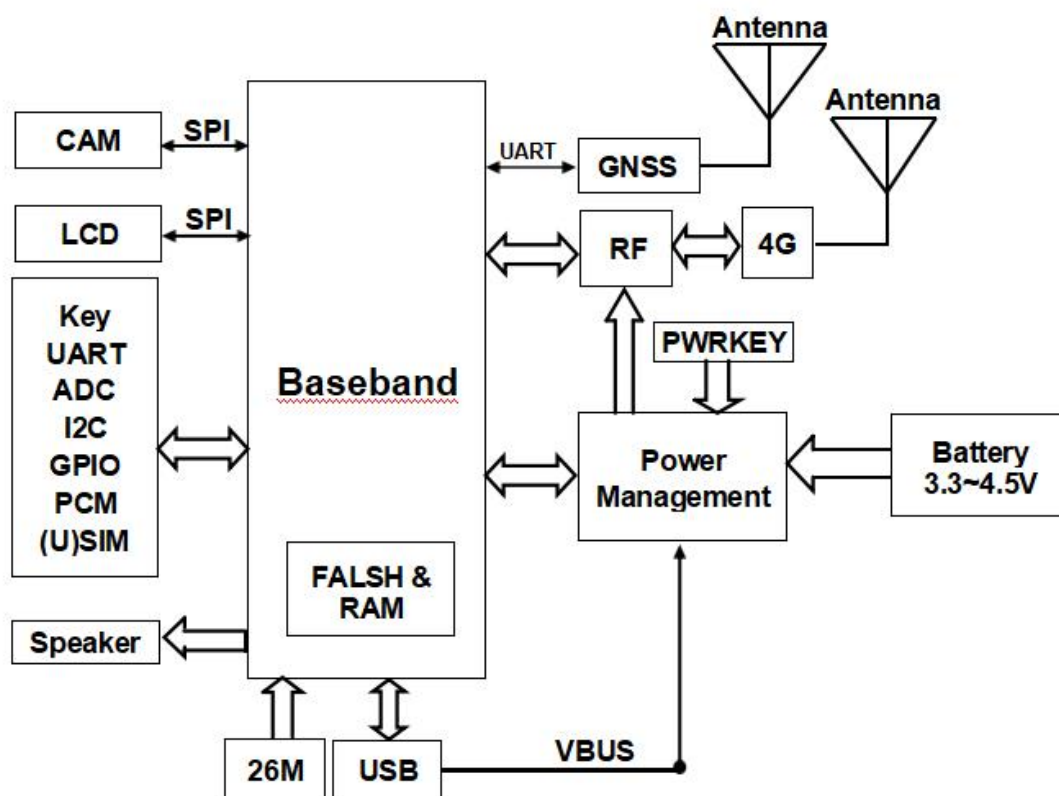 Antenna
Antenna
CAM
SPI
UART
GNSS
LCD
SPI
RF
4G
Key
UART
ADC
I2C
GPIO
PCM
(U)SIM
PWRKEY
Baseband
Power
Management
Battery
3.3~4.5V
FALSH &
RAM
Speaker
26M
USB
VBUS